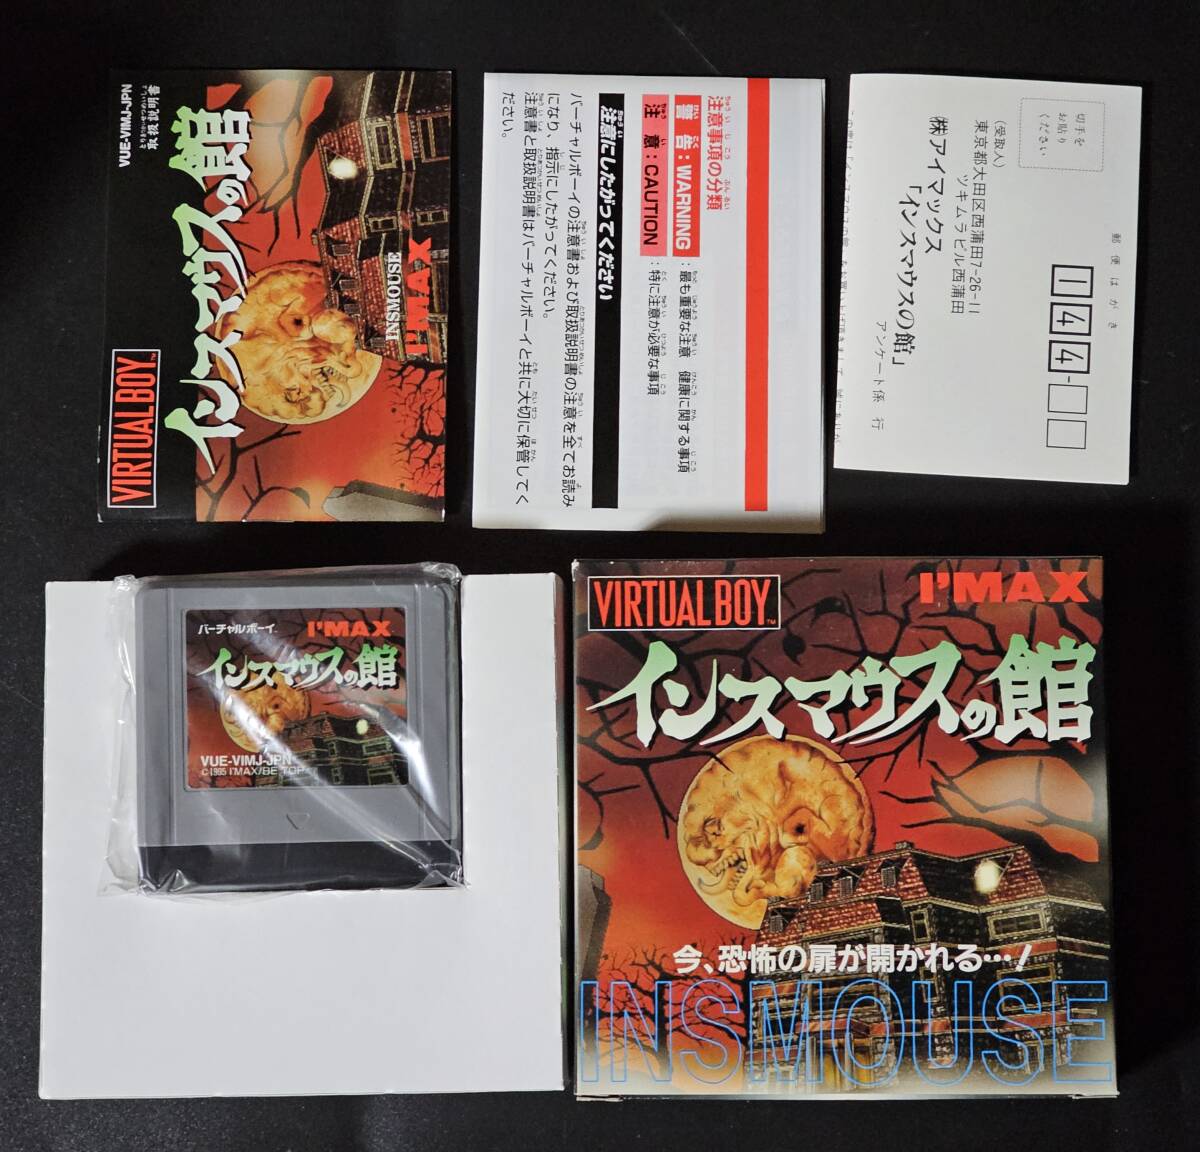 VUE-VIMJ-JPN
取扱説明書
インスマウスの館
INSMOUSE
I'MAX
VIRTUAL BOY™
注意事項の分類
警告：WARNING：最も重要な注意 健康に関する事項
注意：CAUTION：特に注意が必要な事項
注意にしたがってください
バーチャルボーイの注意書および取扱説明書の注意を全てお読み
になり、指示にしたがってください。
注意書と取扱説明書はバーチャルボーイと共に大切に保管してく
ださい。
郵便はがき
144-
切手を
お貼り
ください
(受取人)
東京都大田区西蒲田7-26-11
ツキムラビル西蒲田
㈱アイマックス
「インスマウスの館」
アンケート係 行
バーチャルボーイ™
I'MAX
インスマウスの館
VUE-VIMJ-JPN
©1995 I'MAX/BE TOP
VIRTUAL BOY™
I'MAX
インスマウスの館
今、恐怖の扉が開かれる…!
INSMOUSE